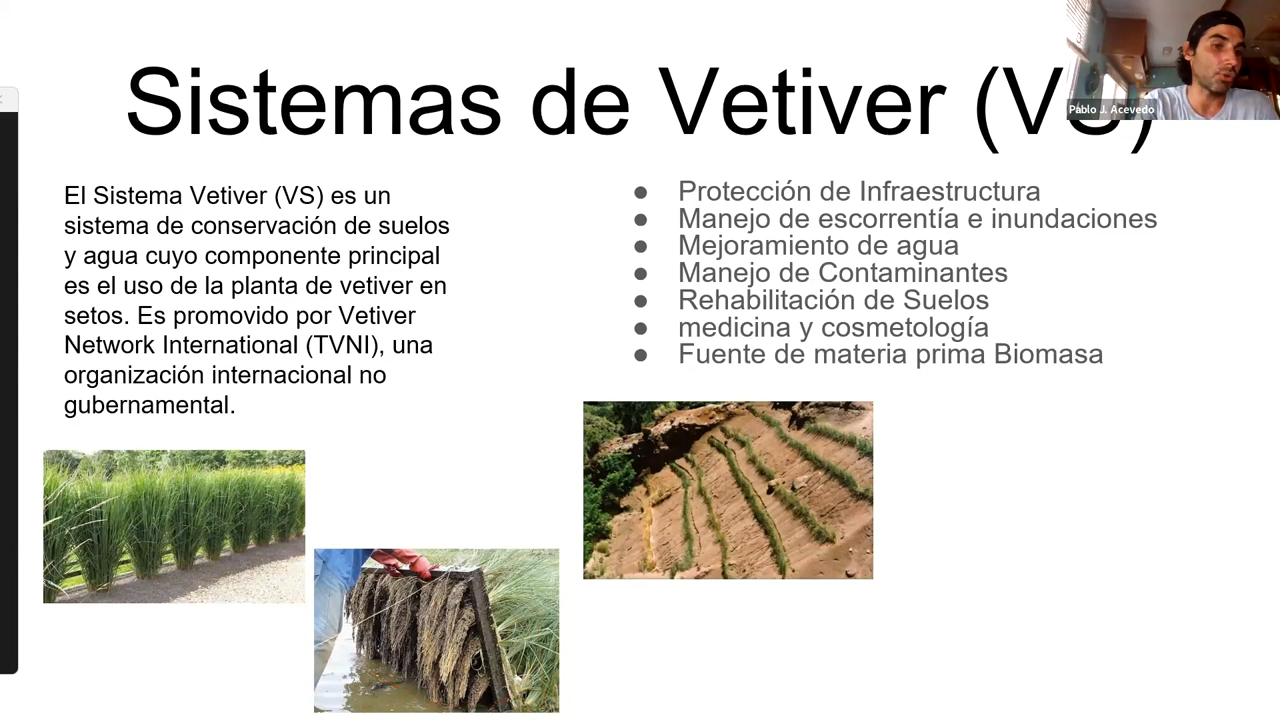 Sistemas de Vetiver (VS)
Pablo J. Acevedo
El Sistema Vetiver (VS) es un
sistema de conservación de suelos
y agua cuyo componente principal
es el uso de la planta de vetiver en
setos. Es promovido por Vetiver
Network International (TVNI), una
organización internacional no
gubernamental.
● Protección de Infraestructura
● Manejo de escorrentía e inundaciones
● Mejoramiento de agua
● Manejo de Contaminantes
● Rehabilitación de Suelos
● medicina y cosmetología
● Fuente de materia prima Biomasa